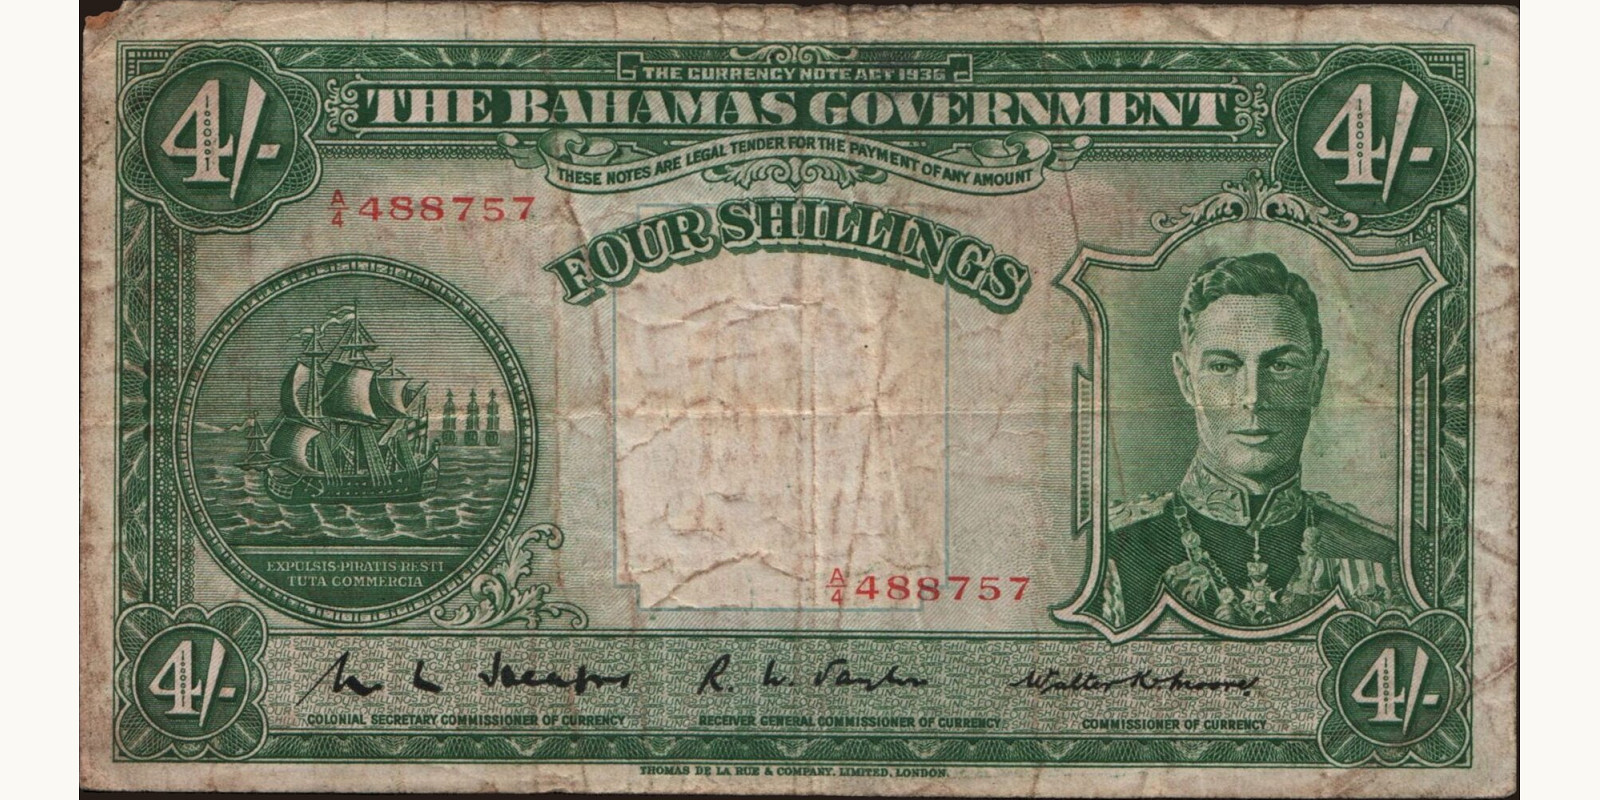 THE CURRENCY NOTE ACT 1936
4/-
THE BAHAMAS GOVERNMENT
4/-
THESE NOTES ARE LEGAL TENDER FOR THE PAYMENT OF ANY AMOUNT
A/4 488757
FOUR SHILLINGS
EXPULSIS·PIRATIS·RESTI
TUTA COMMERCIA
A/4 488757
4/-
R. W.
Walter K. Moore
4/-
COLONIAL SECRETARY COMMISSIONER OF CURRENCY
RECEIVER GENERAL COMMISSIONER OF CURRENCY
COMMISSIONER OF CURRENCY
THOMAS DE LA RUE & COMPANY, LIMITED, LONDON.